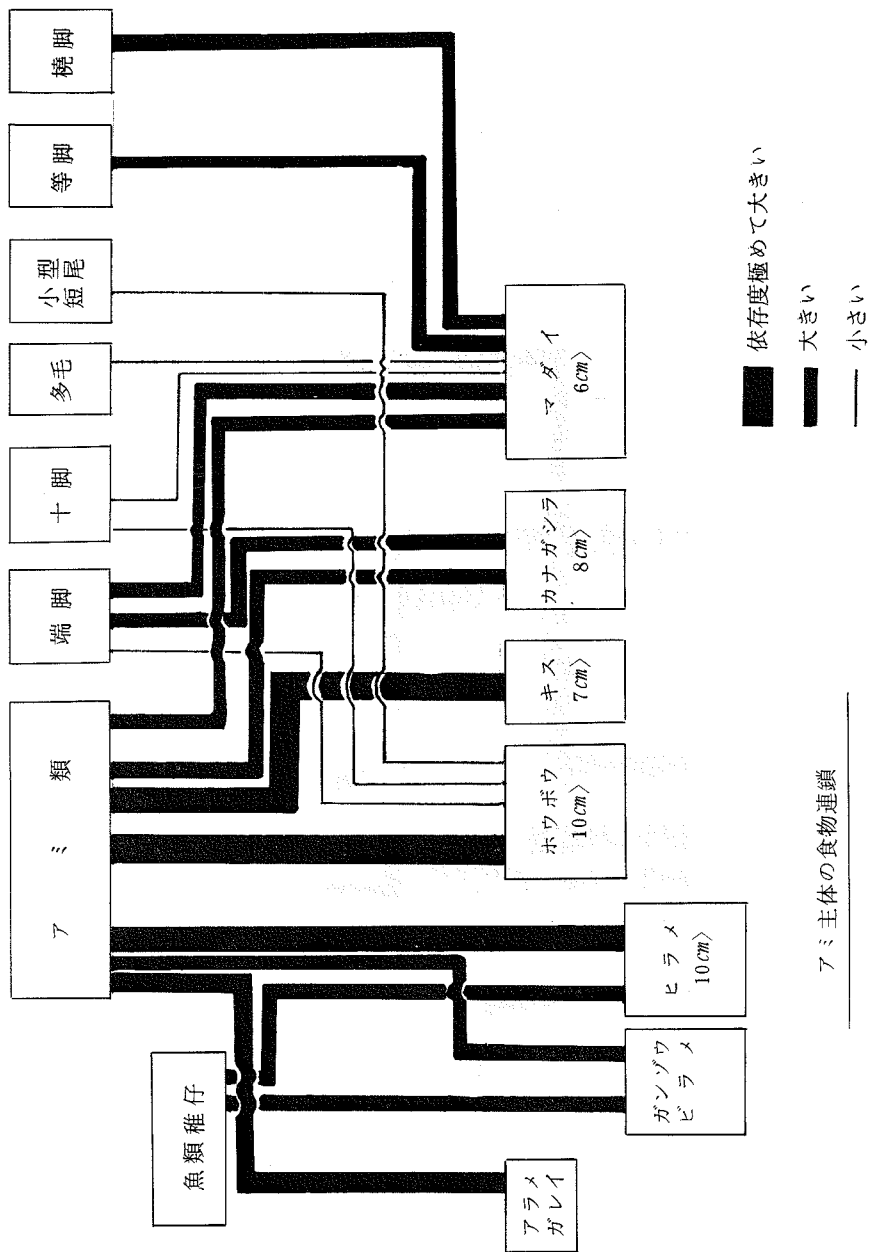 魚類稚仔
アミ類
端脚
十脚
多毛
小型
短尾
等脚
橈脚
アラメ
ガレイ
ガンゾウ
ビラメ
ヒラメ
10cm〉
ホウボウ
10cm〉
キス
7cm〉
カナガシラ
8cm〉
マダイ
6cm〉
依存度極めて大きい
大きい
小さい
アミ主体の食物連鎖